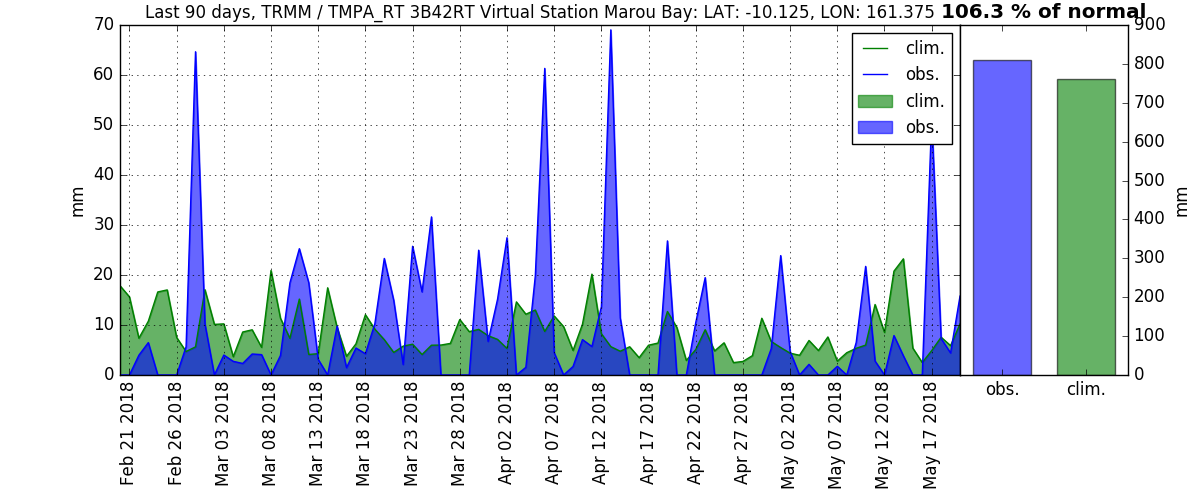 Last 90 days, TRMM / TMPA_RT 3B42RT Virtual Station Marou Bay: LAT: -10.125, LON: 161.375 106.3 % of normal
clim.
obs.
clim.
obs.
mm
70
60
50
40
30
20
10
0
Feb 21 2018
Feb 26 2018
Mar 03 2018
Mar 08 2018
Mar 13 2018
Mar 18 2018
Mar 23 2018
Mar 28 2018
Apr 02 2018
Apr 07 2018
Apr 12 2018
Apr 17 2018
Apr 22 2018
Apr 27 2018
May 02 2018
May 07 2018
May 12 2018
May 17 2018
obs.
clim.
900
800
700
600
500
400
300
200
100
0
mm